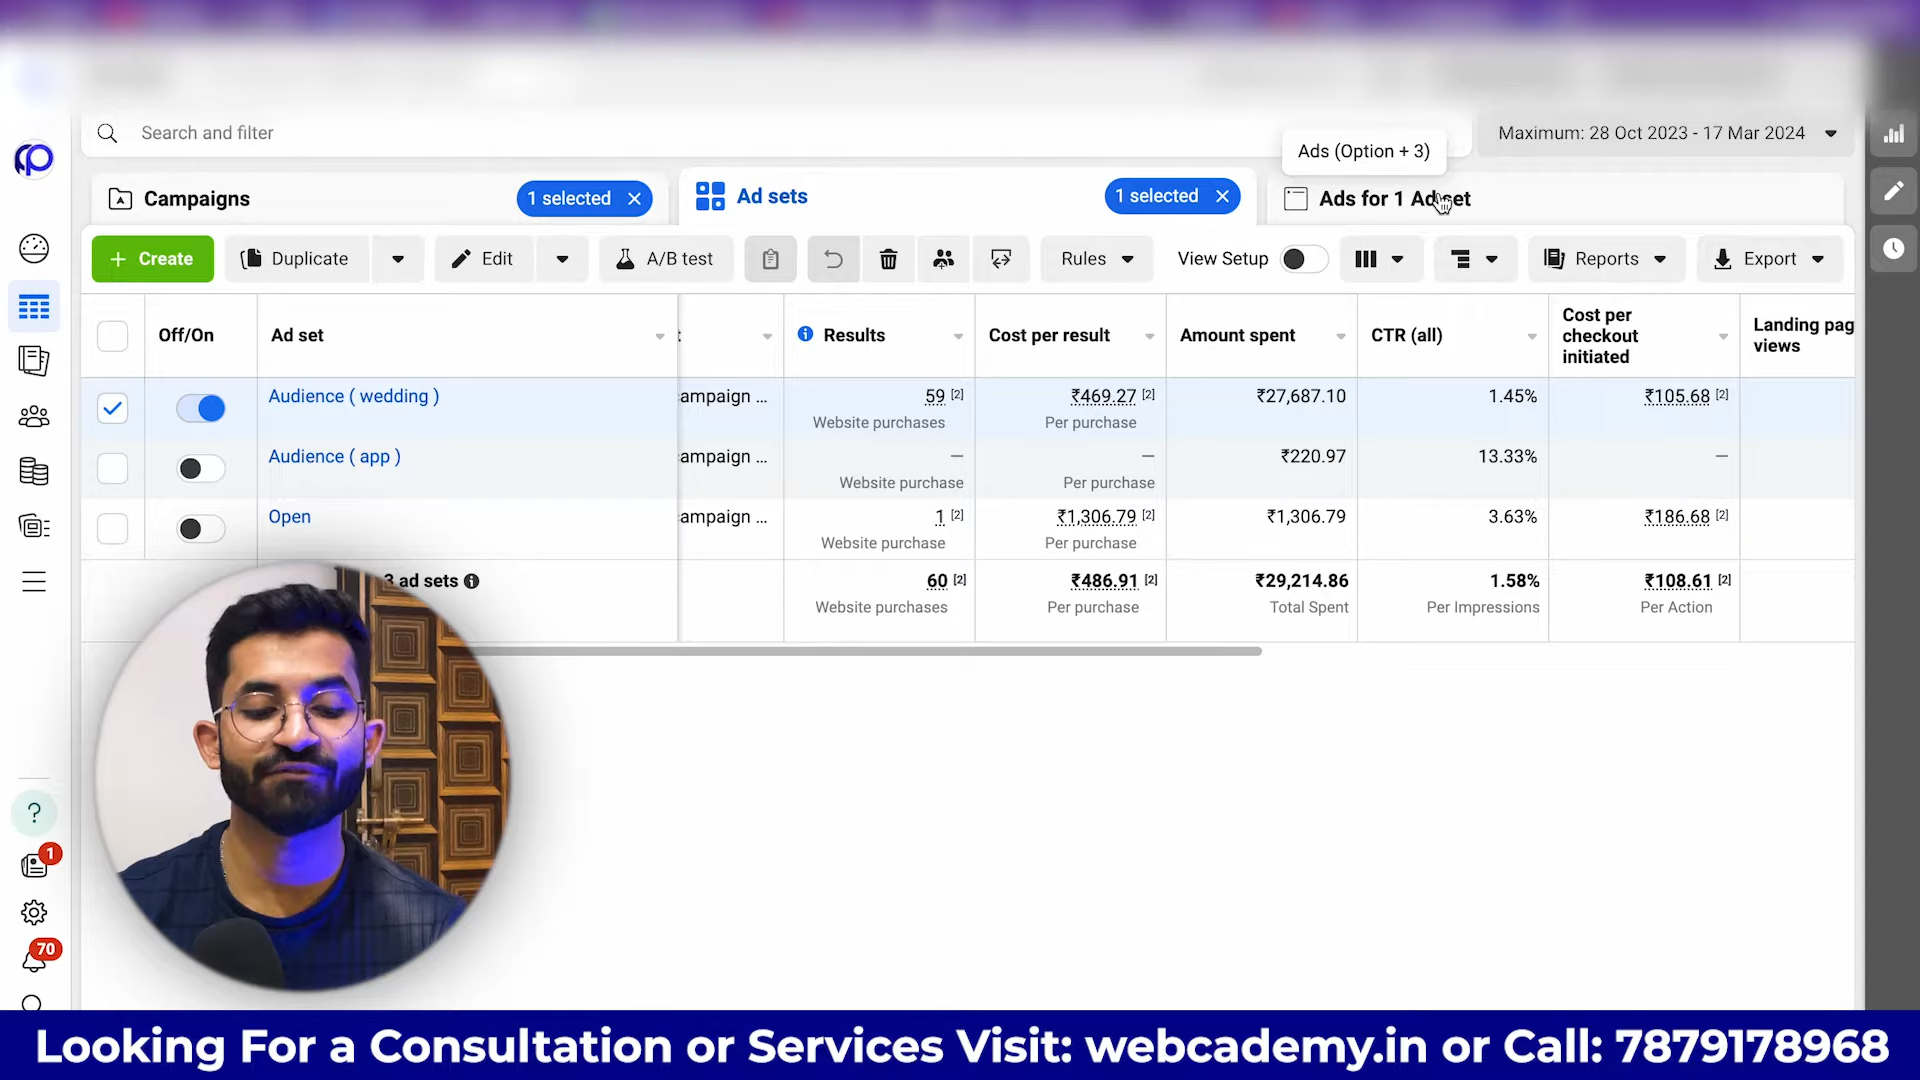 Search and filter
Ads (Option + 3)
Maximum: 28 Oct 2023 - 17 Mar 2024
Campaigns
1 selected
Ad sets
1 selected
Ads for 1 Ad set
+ Create
Duplicate
Edit
A/B test
Rules
View Setup
Reports
Export
Off/On
Ad set
Results
Cost per result
Amount spent
CTR (all)
Cost per
checkout
initiated
Landing pag
views
Audience ( wedding )
ampaign ...
59 [2]
Website purchases
₹469.27 [2]
Per purchase
₹27,687.10
1.45%
₹105.68 [2]
Audience ( app )
ampaign ...
—
Website purchase
—
Per purchase
₹220.97
13.33%
—
Open
ampaign ...
1 [2]
Website purchase
₹1,306.79 [2]
Per purchase
₹1,306.79
3.63%
₹186.68 [2]
3 ad sets
60 [2]
Website purchases
₹486.91 [2]
Per purchase
₹29,214.86
Total Spent
1.58%
Per Impressions
₹108.61 [2]
Per Action
?
1
70
Looking For a Consultation or Services Visit: webcademy.in or Call: 7879178968